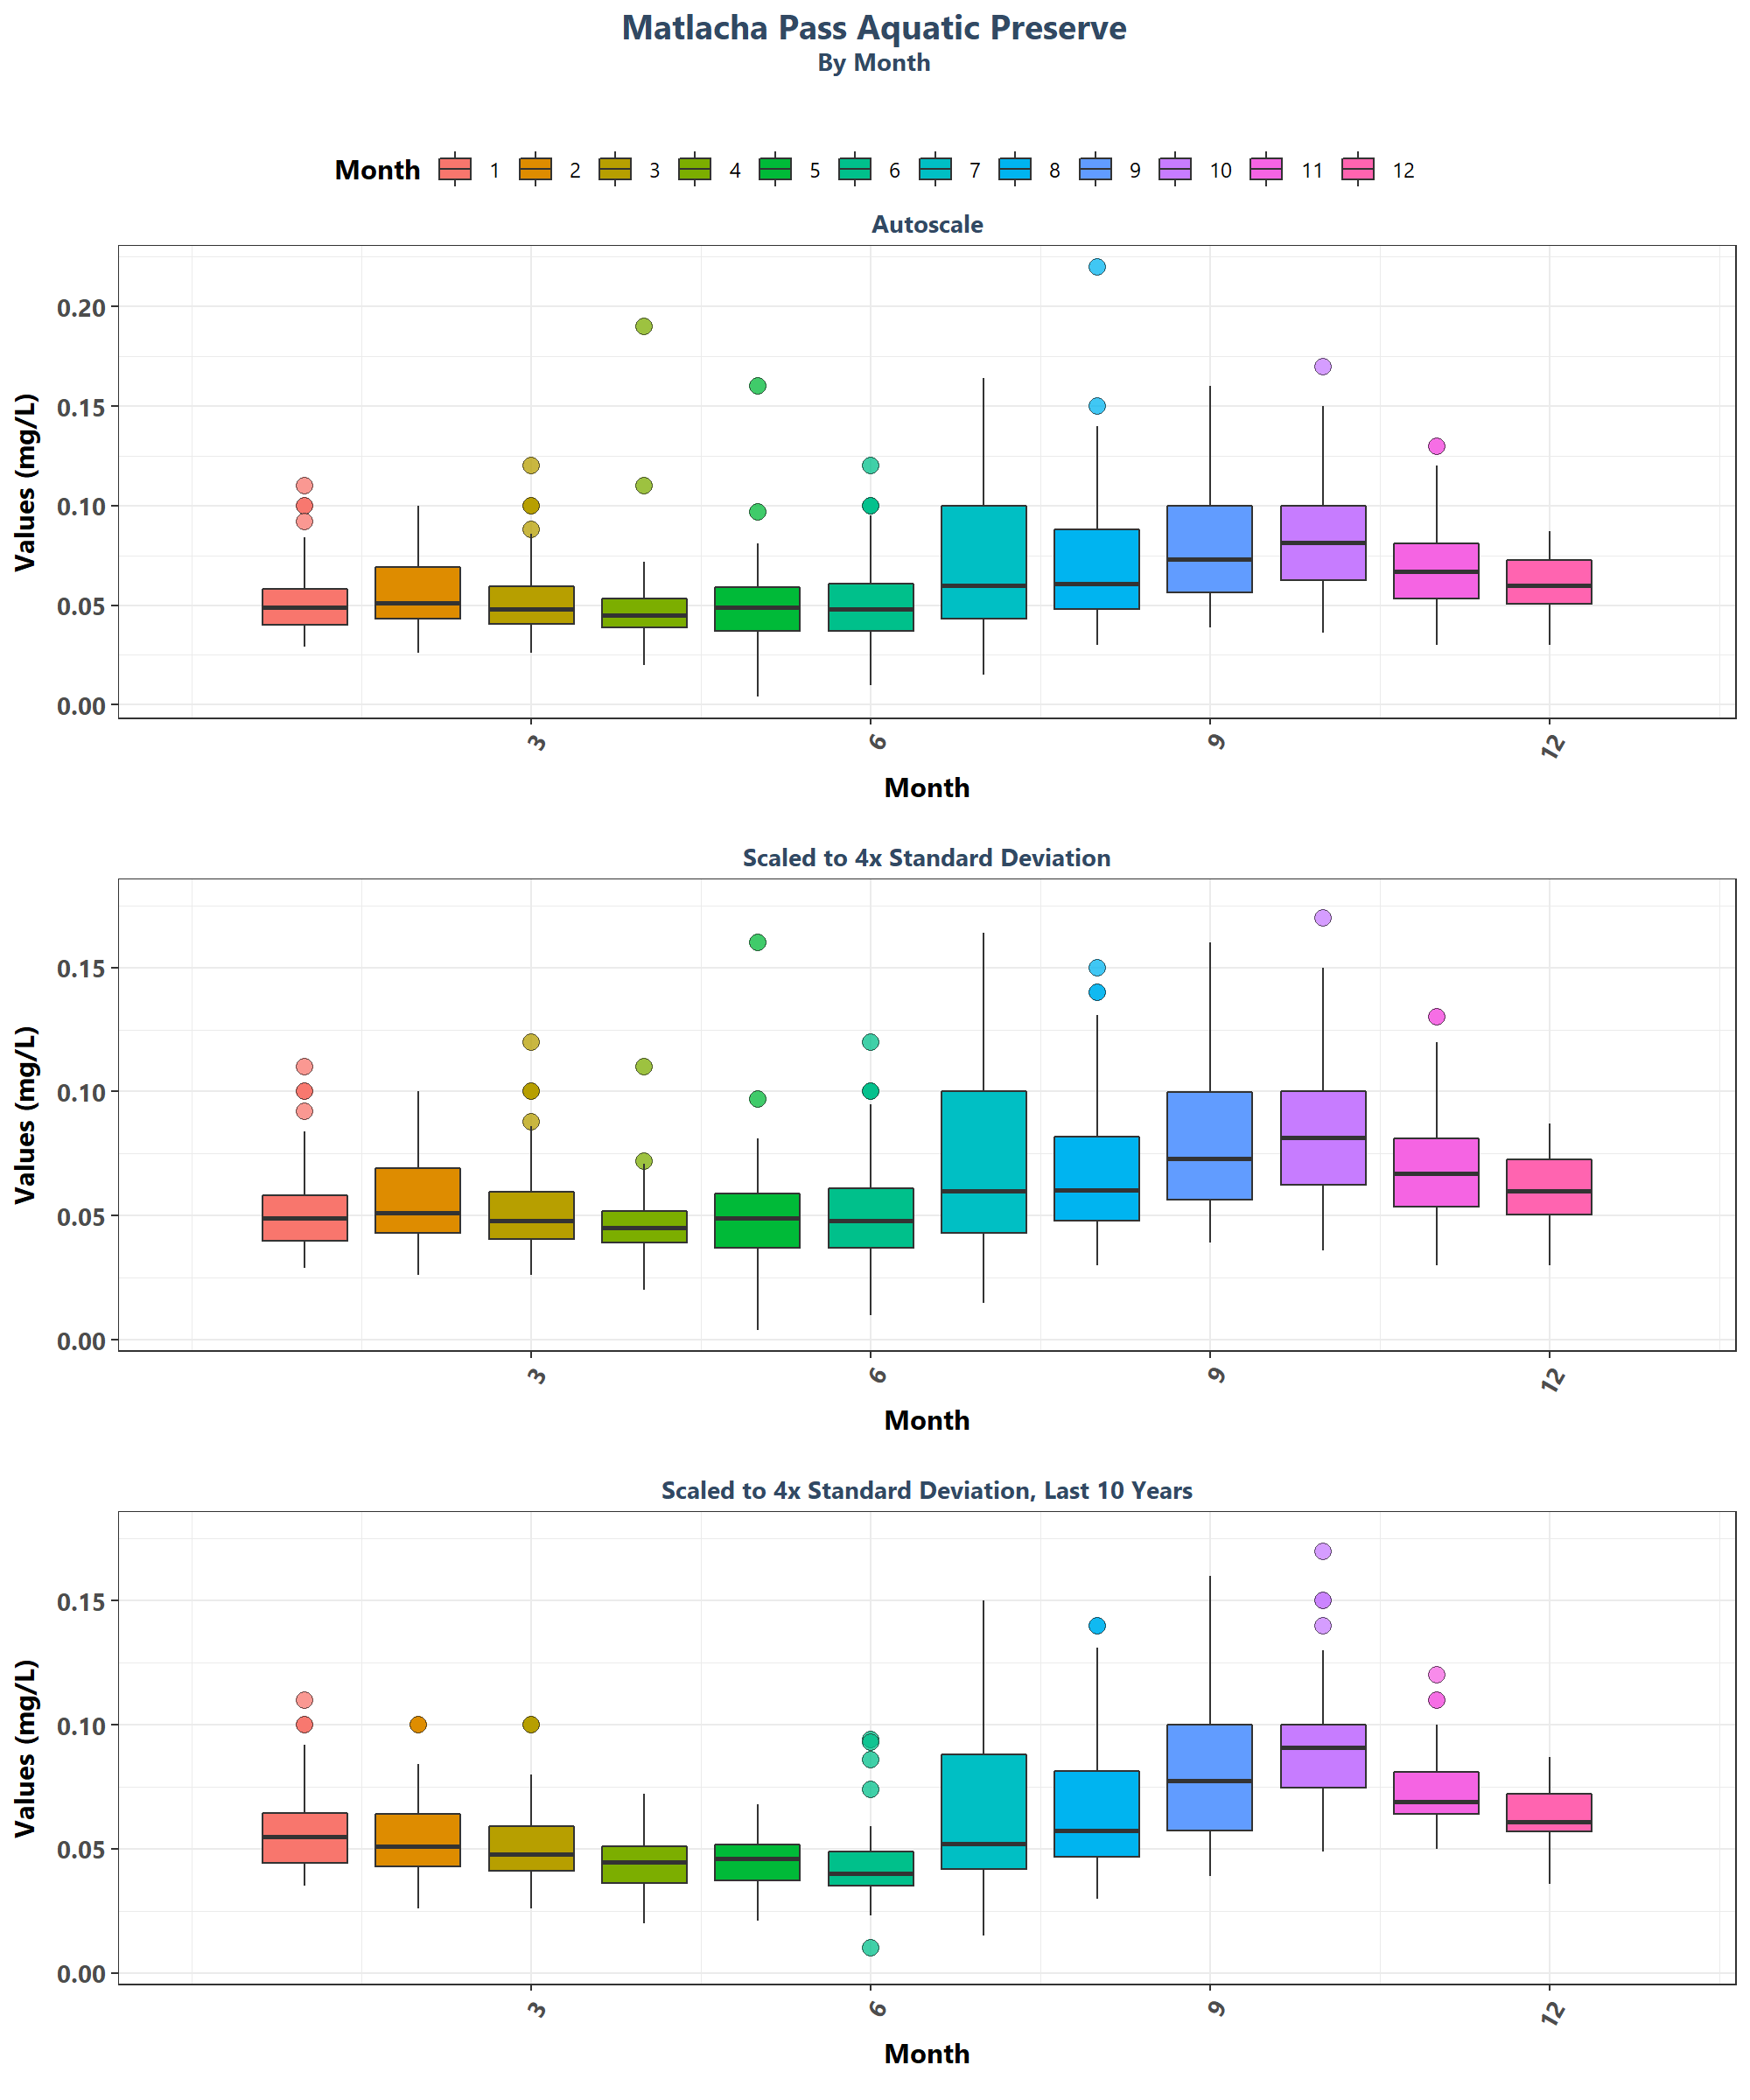 Matlacha Pass Aquatic Preserve
By Month
Month 1 2 3 4 5 6 7 8 9 10 11 12
Autoscale
Values (mg/L)
0.20
0.15
0.10
0.05
0.00
3 6 9 12
Month
Scaled to 4x Standard Deviation
Values (mg/L)
0.15
0.10
0.05
0.00
3 6 9 12
Month
Scaled to 4x Standard Deviation, Last 10 Years
Values (mg/L)
0.15
0.10
0.05
0.00
3 6 9 12
Month